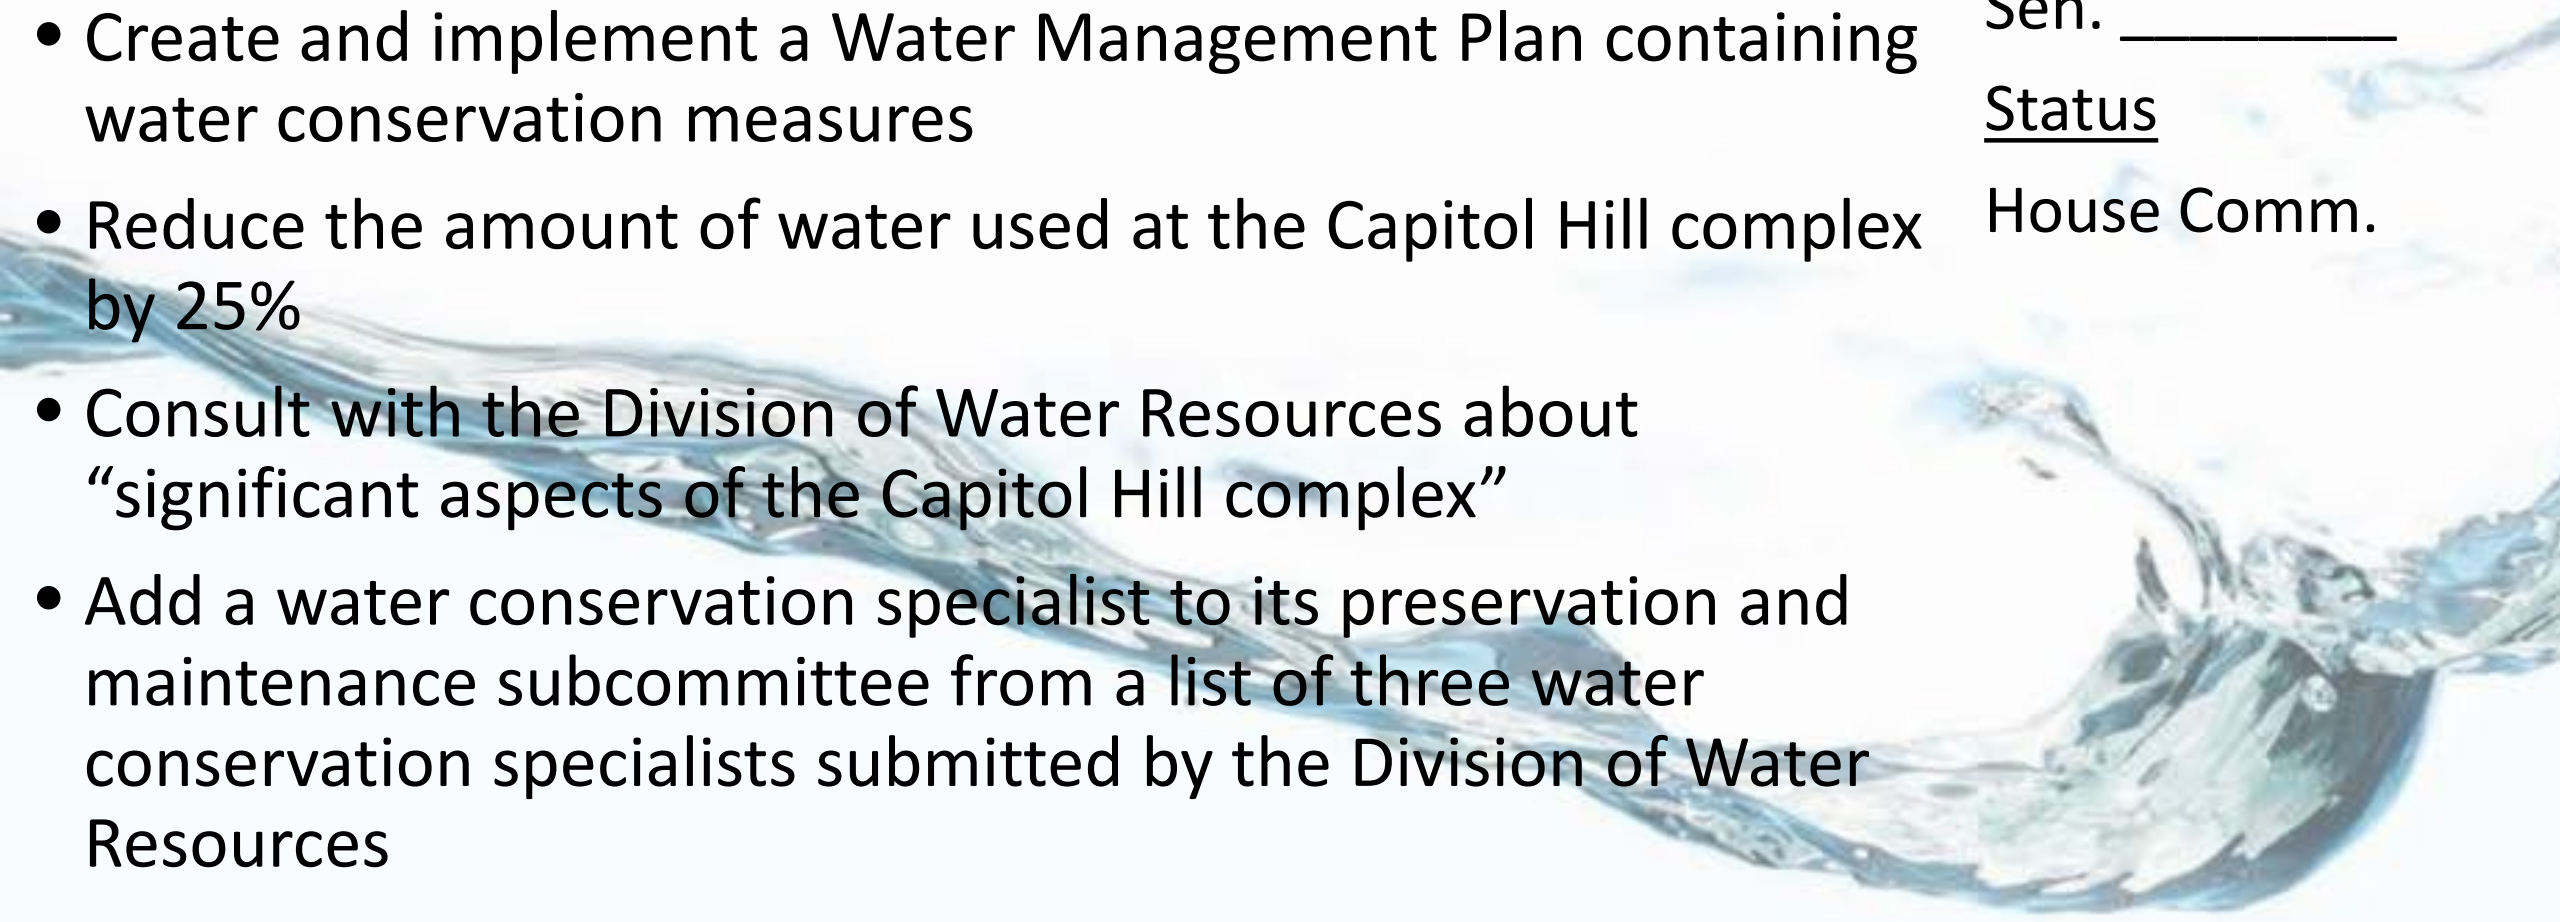 • Create and implement a Water Management Plan containing
water conservation measures
• Reduce the amount of water used at the Capitol Hill complex
by 25%
• Consult with the Division of Water Resources about
“significant aspects of the Capitol Hill complex”
• Add a water conservation specialist to its preservation and
maintenance subcommittee from a list of three water
conservation specialists submitted by the Division of Water
Resources
Sen. ________
Status
House Comm.